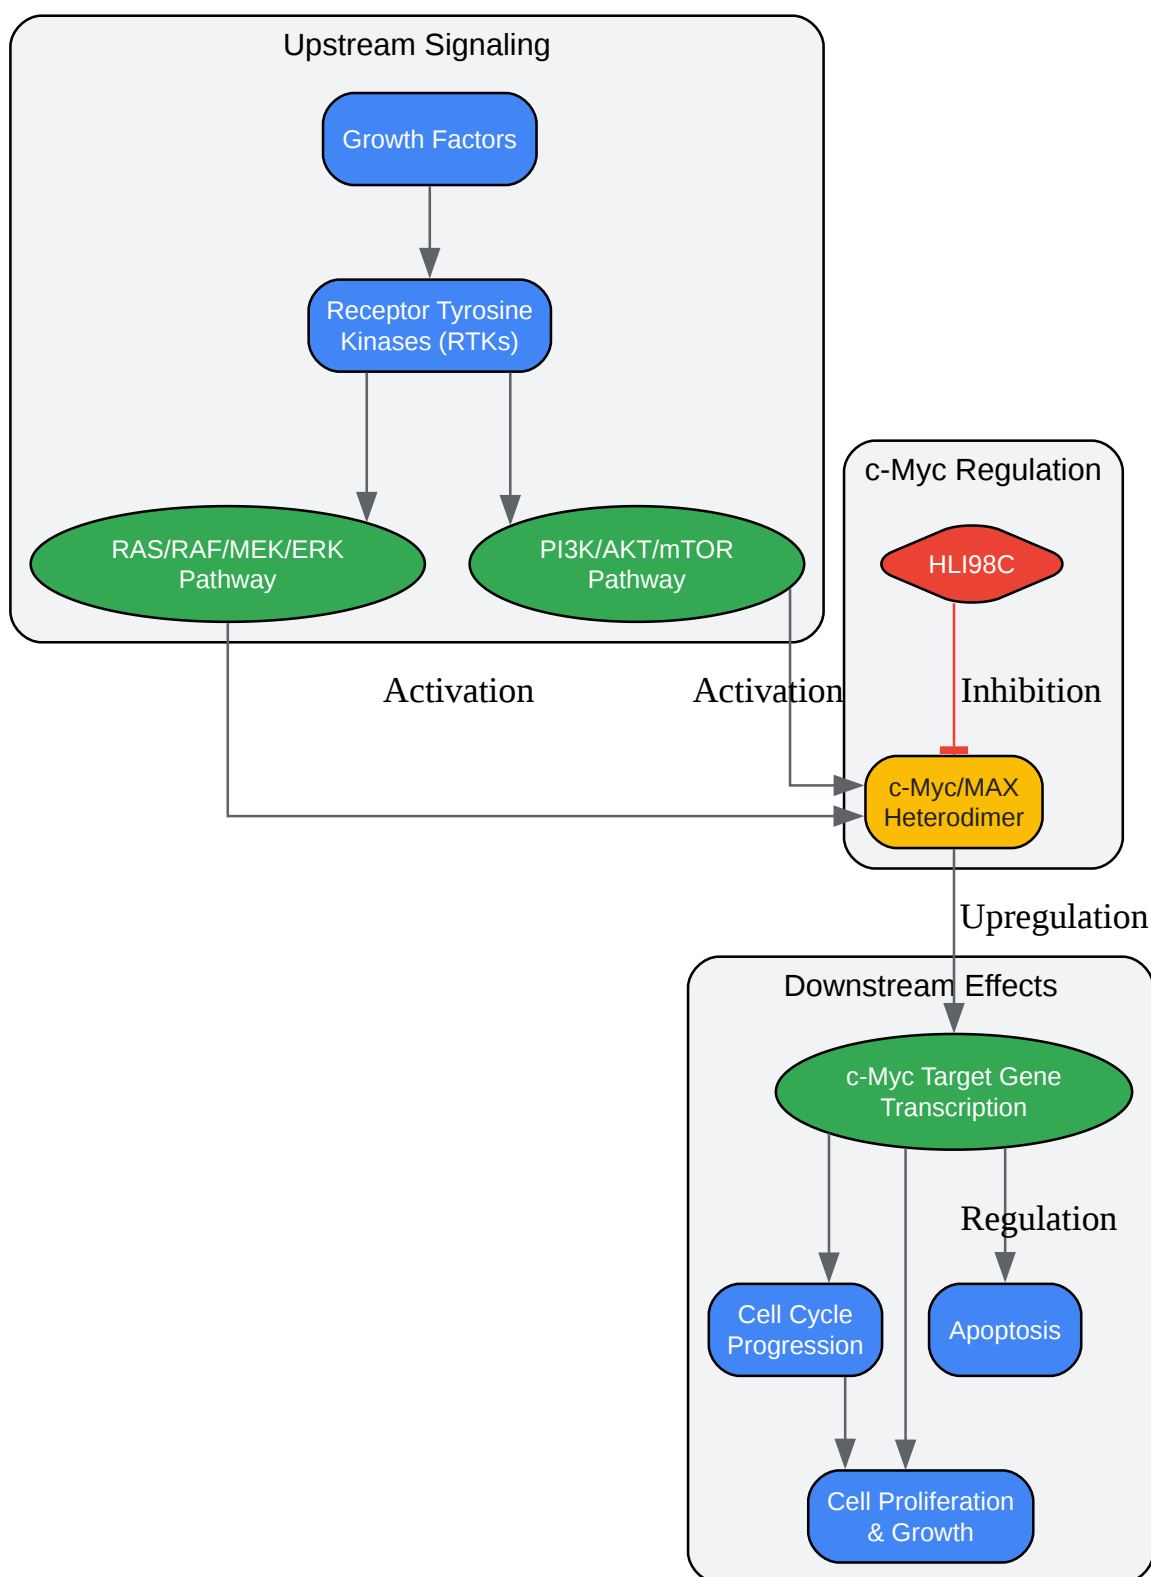 Upstream Signaling
Growth Factors
Receptor Tyrosine
Kinases (RTKs)
RAS/RAF/MEK/ERK
Pathway
PI3K/AKT/mTOR
Pathway
c-Myc Regulation
HLI98C
Activation
Activation
Inhibition
c-Myc/MAX
Heterodimer
Upregulation
Downstream Effects
c-Myc Target Gene
Transcription
Regulation
Cell Cycle
Progression
Apoptosis
Cell Proliferation
& Growth